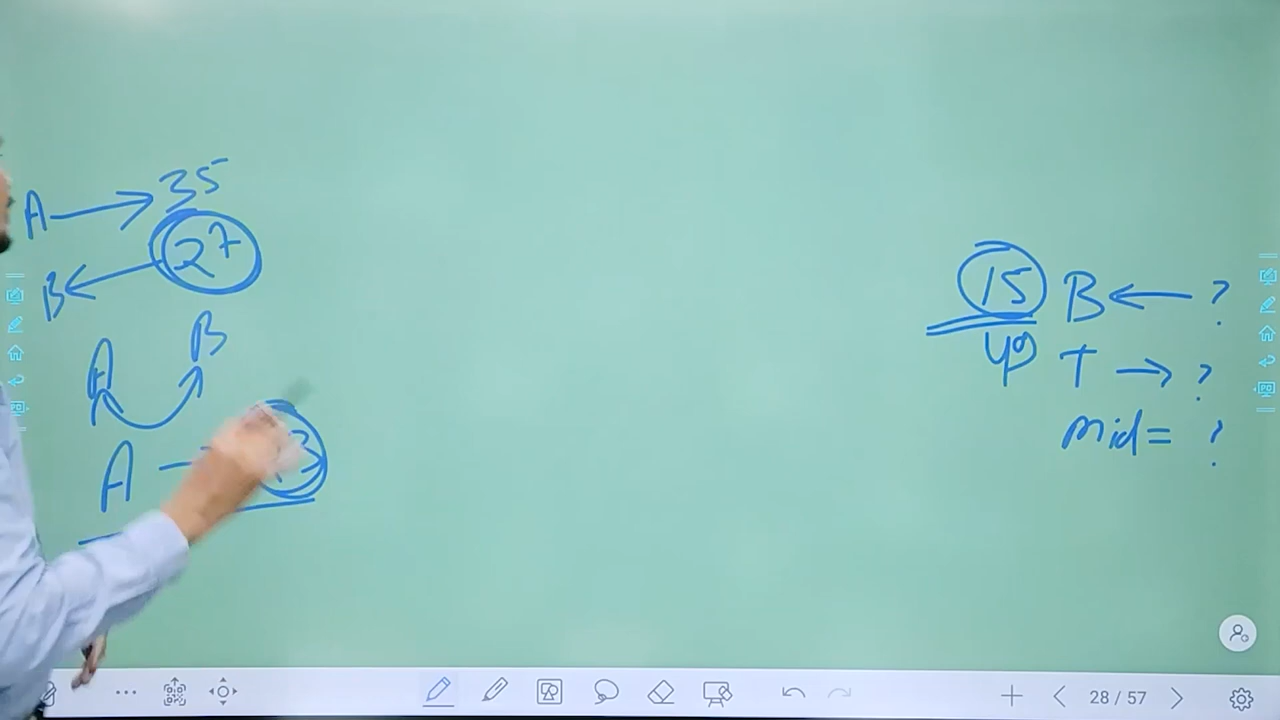 A → 35
B ← 27
A B
A
15 B ← ?
49 T → ?
mid = ?
28 / 57